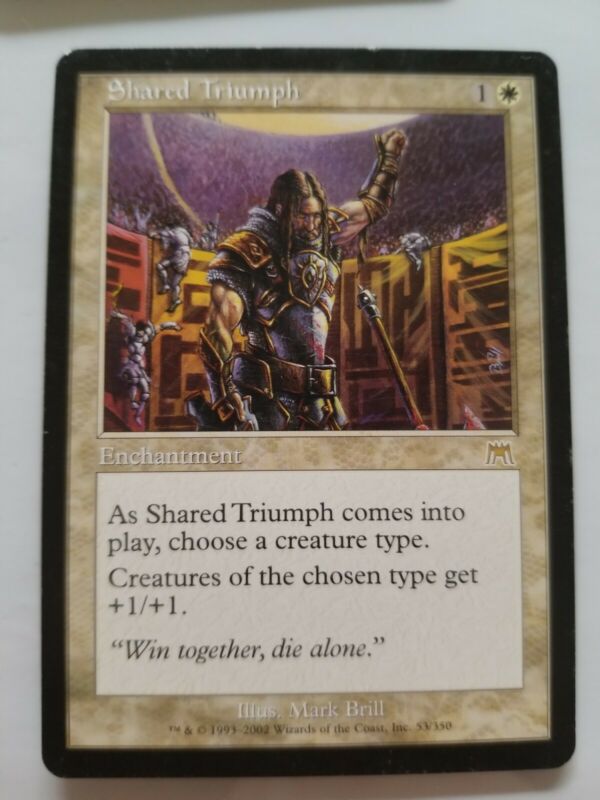 Shared Triumph 1
Enchantment
As Shared Triumph comes into
play, choose a creature type.
Creatures of the chosen type get
+1/+1.
“Win together, die alone.”
Illus. Mark Brill
™ & © 1993–2002 Wizards of the Coast, Inc. 53/350